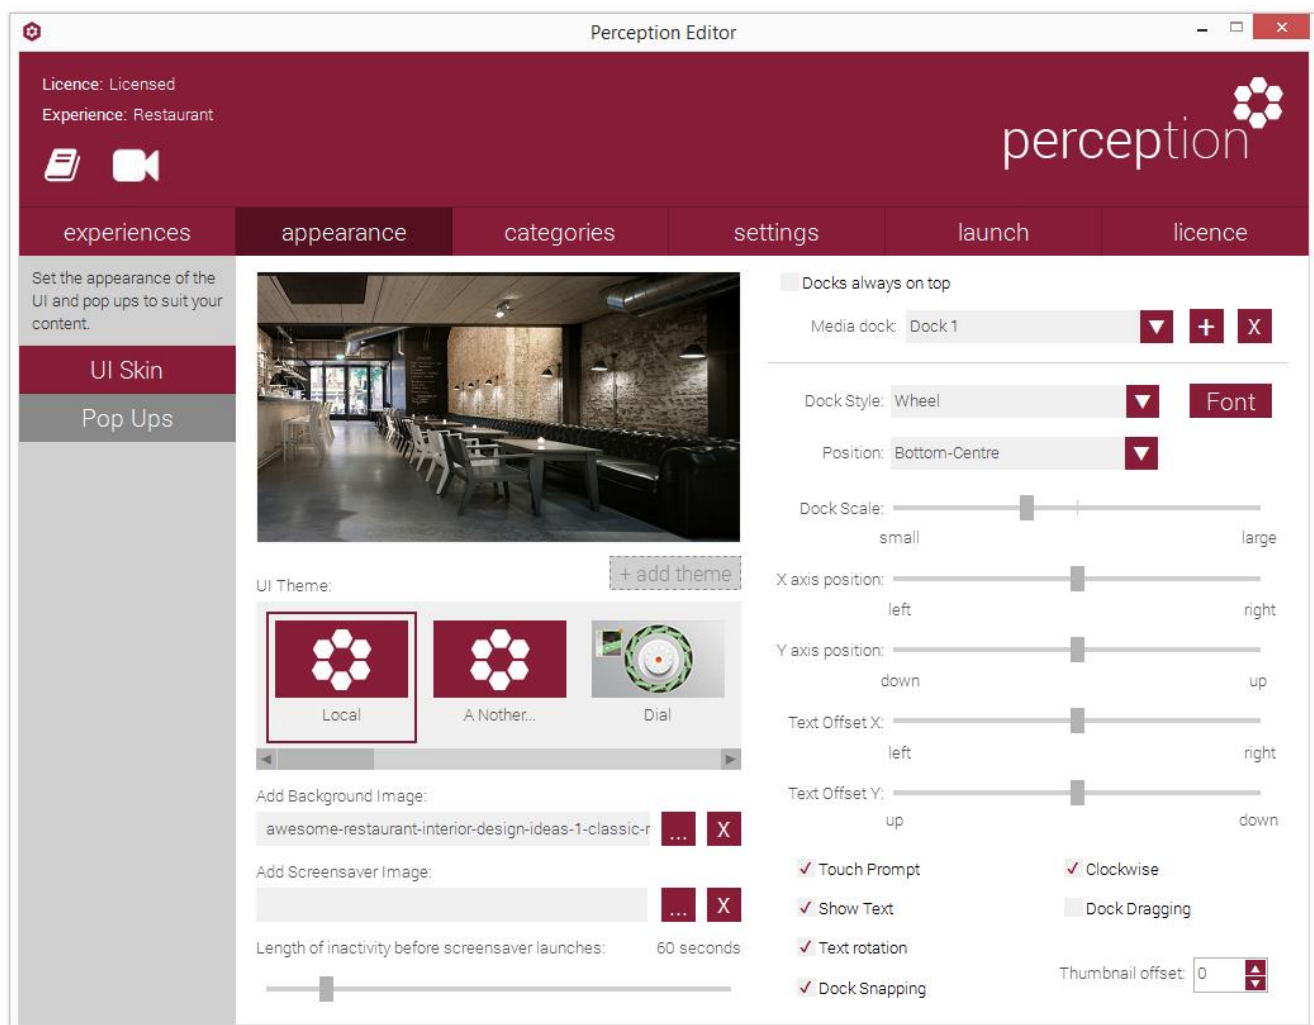 Perception Editor
Licence: Licensed
Experience: Restaurant
perception
experiences
appearance
categories
settings
launch
licence
Set the appearance of the
UI and pop ups to suit your
content.
UI Skin
Pop Ups
+ add theme
UI Theme:
Local
A Nother...
Dial
Add Background Image:
awesome-restaurant-interior-design-ideas-1-classic-r
...
X
Add Screensaver Image:
...
X
Length of inactivity before screensaver launches: 60 seconds
Docks always on top
Media dock: Dock 1
+
X
Dock Style: Wheel
Font
Position: Bottom-Centre
Dock Scale:
small large
X axis position:
left right
Y axis position:
down up
Text Offset X:
left right
Text Offset Y:
up down
Touch Prompt
Clockwise
Show Text
Dock Dragging
Text rotation
Thumbnail offset: 0
Dock Snapping